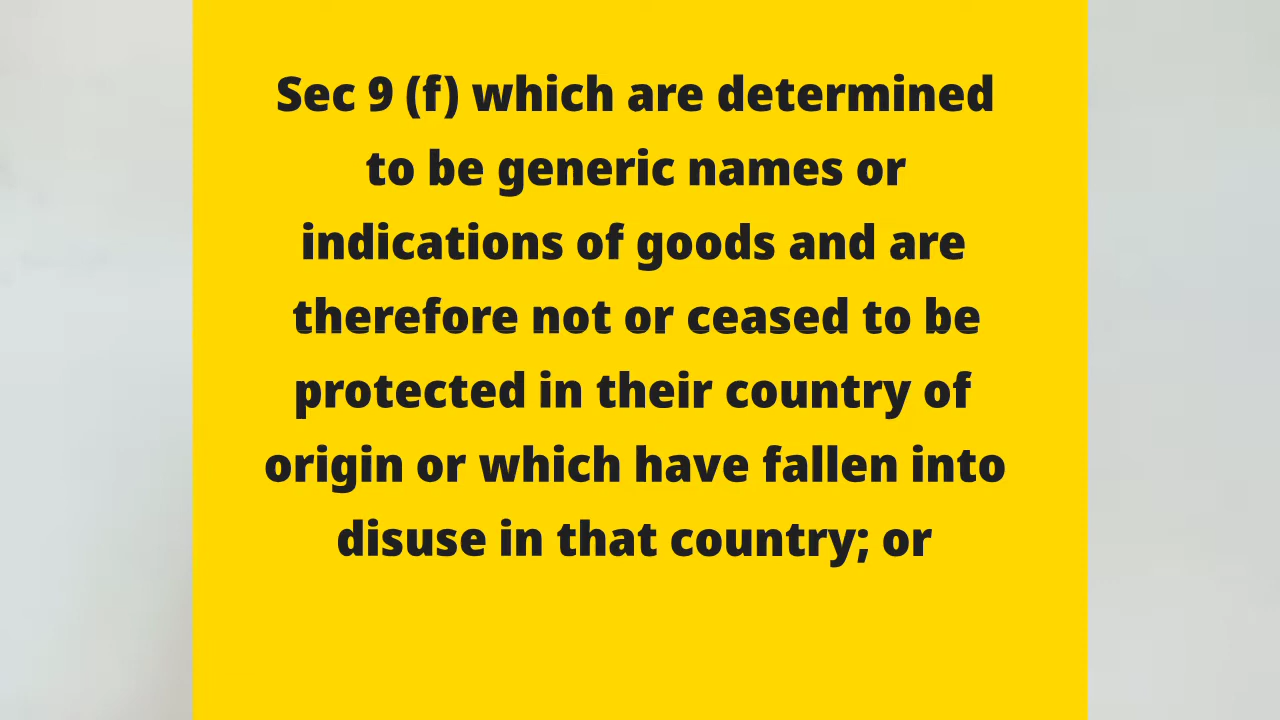 Sec 9 (f) which are determined
to be generic names or
indications of goods and are
therefore not or ceased to be
protected in their country of
origin or which have fallen into
disuse in that country; or